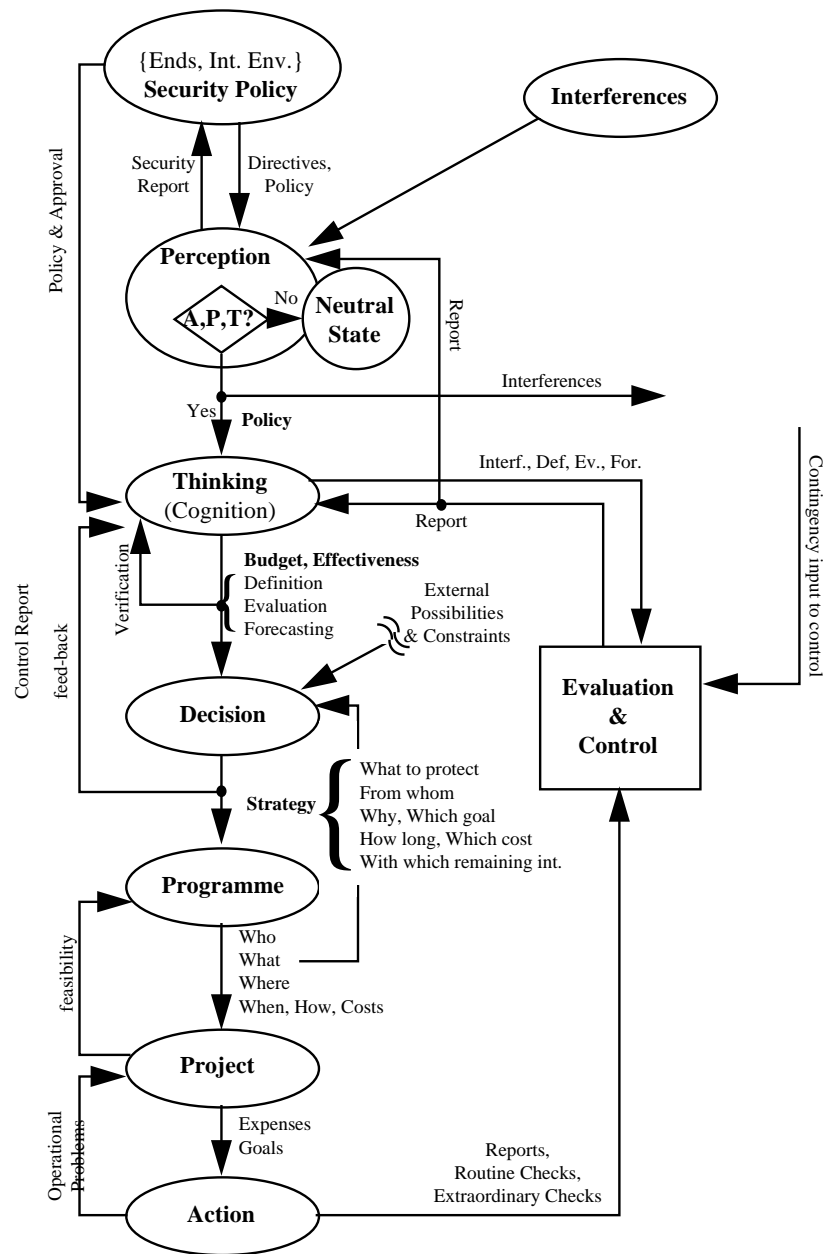 {Ends, Int. Env.}
Security Policy
Interferences
Security
Report
Directives,
Policy
Policy & Approval
Perception
A,P,T?
No
Neutral
State
Report
Interferences
Yes
Policy
Thinking
(Cognition)
Interf., Def, Ev., For.
Report
Contingency input to control
Verification
Budget, Effectiveness
Definition
Evaluation
Forecasting
External
Possibilities
& Constraints
Control Report
feed-back
Decision
Evaluation
&
Control
Strategy
What to protect
From whom
Why, Which goal
How long, Which cost
With which remaining int.
Programme
feasibility
Who
What
Where
When, How, Costs
Project
Operational
Problems
Expenses
Goals
Action
Reports,
Routine Checks,
Extraordinary Checks